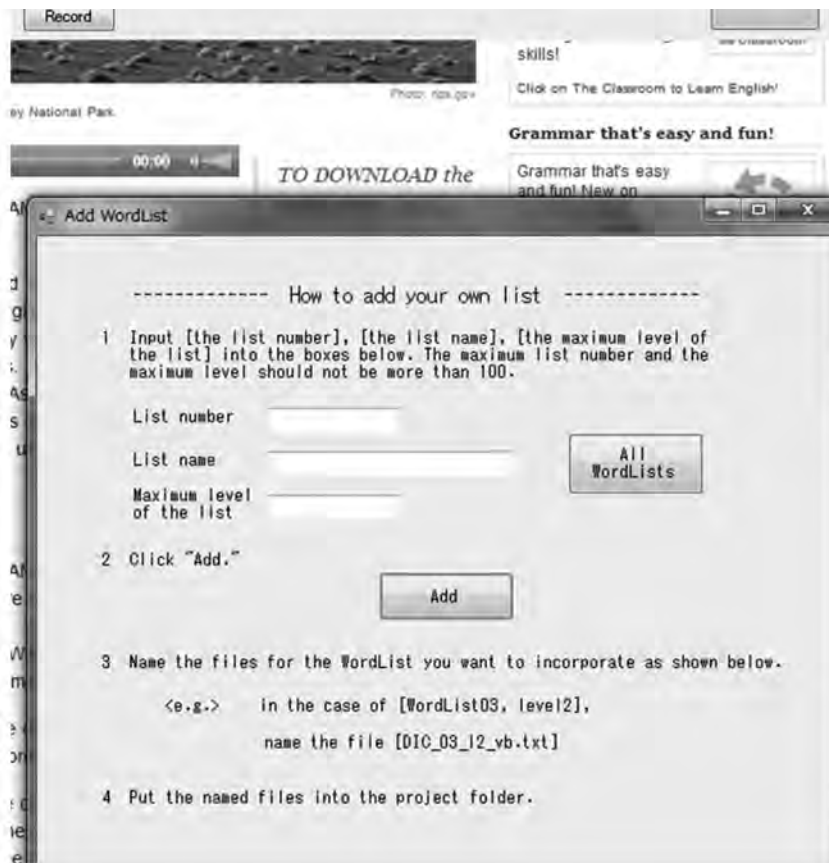 Record
skills!
Click on The Classroom to Learn English!
Photo: nps.gov
ey National Park.
Grammar that's easy and fun!
00:00
TO DOWNLOAD the
Grammar that's easy
and fun! New on
Add WordList
------------- How to add your own list -------------
1 Input [the list number], [the list name], [the maximum level of
the list] into the boxes below. The maximum list number and the
maximum level should not be more than 100.
List number
List name
All
WordLists
Maximum level
of the list
2 Click "Add."
Add
3 Name the files for the WordList you want to incorporate as shown below.
<e.g.> in the case of [WordList03, level2],
name the file [DIC_03_l2_vb.txt]
4 Put the named files into the project folder.